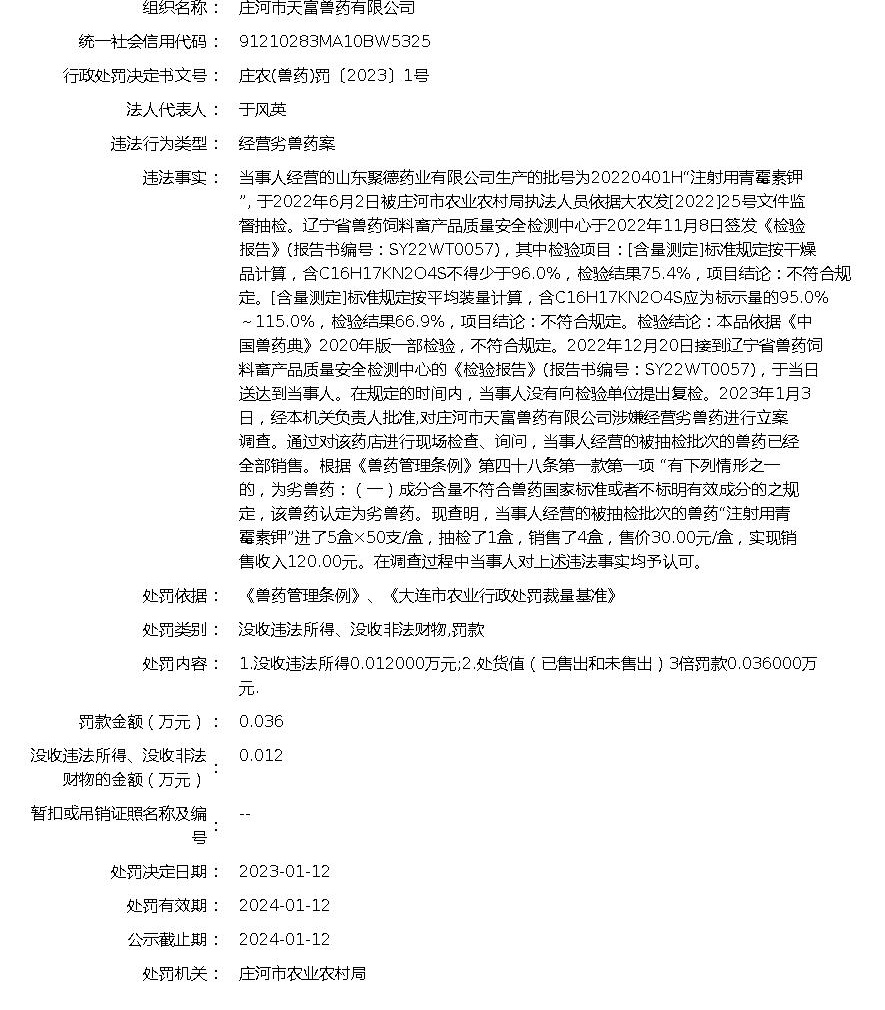 组织名称： 庄河市天富兽药有限公司
统一社会信用代码： 91210283MA10BW5325
行政处罚决定书文号： 庄农(兽药)罚〔2023〕1号
法人代表人： 于风英
违法行为类型： 经营劣兽药案
违法事实： 当事人经营的山东聚德药业有限公司生产的批号为20220401H“注射用青霉素钾
”, 于2022年6月2日被庄河市农业农村局执法人员依据大农发[2022]25号文件监
督抽检。辽宁省兽药饲料畜产品质量安全检测中心于2022年11月8日签发《检验
报告》(报告书编号：SY22WT0057)，其中检验项目：[含量测定]标准规定按干燥
品计算，含C16H17KN2O4S不得少于96.0%，检验结果75.4%，项目结论：不符合规
定。[含量测定]标准规定按平均装量计算，含C16H17KN2O4S应为标示量的95.0%
～115.0%，检验结果66.9%，项目结论：不符合规定。检验结论：本品依据《中
国兽药典》2020年版一部检验，不符合规定。2022年12月20日接到辽宁省兽药饲
料畜产品质量安全检测中心的《检验报告》(报告书编号：SY22WT0057)，于当日
送达到当事人。在规定的时间内，当事人没有向检验单位提出复检。2023年1月3
日，经本机关负责人批准,对庄河市天富兽药有限公司涉嫌经营劣兽药进行立案
调查。通过对该药店进行现场检查、询问，当事人经营的被抽检批次的兽药已经
全部销售。根据《兽药管理条例》第四十八条第一款第一项 “有下列情形之一
的，为劣兽药：（一）成分含量不符合兽药国家标准或者不标明有效成分的之规
定，该兽药认定为劣兽药。现查明，当事人经营的被抽检批次的兽药“注射用青
霉素钾”进了5盒×50支/盒，抽检了1盒，销售了4盒，售价30.00元/盒，实现销
售收入120.00元。在调查过程中当事人对上述违法事实均予认可。
处罚依据： 《兽药管理条例》、《大连市农业行政处罚裁量基准》
处罚类别： 没收违法所得、没收非法财物,罚款
处罚内容： 1.没收违法所得0.012000万元;2.处货值（已售出和未售出）3倍罚款0.036000万
元.
罚款金额（万元）： 0.036
没收违法所得、没收非法 0.012
财物的金额（万元）：
暂扣或吊销证照名称及编 --
号：
处罚决定日期： 2023-01-12
处罚有效期： 2024-01-12
公示截止期： 2024-01-12
处罚机关： 庄河市农业农村局